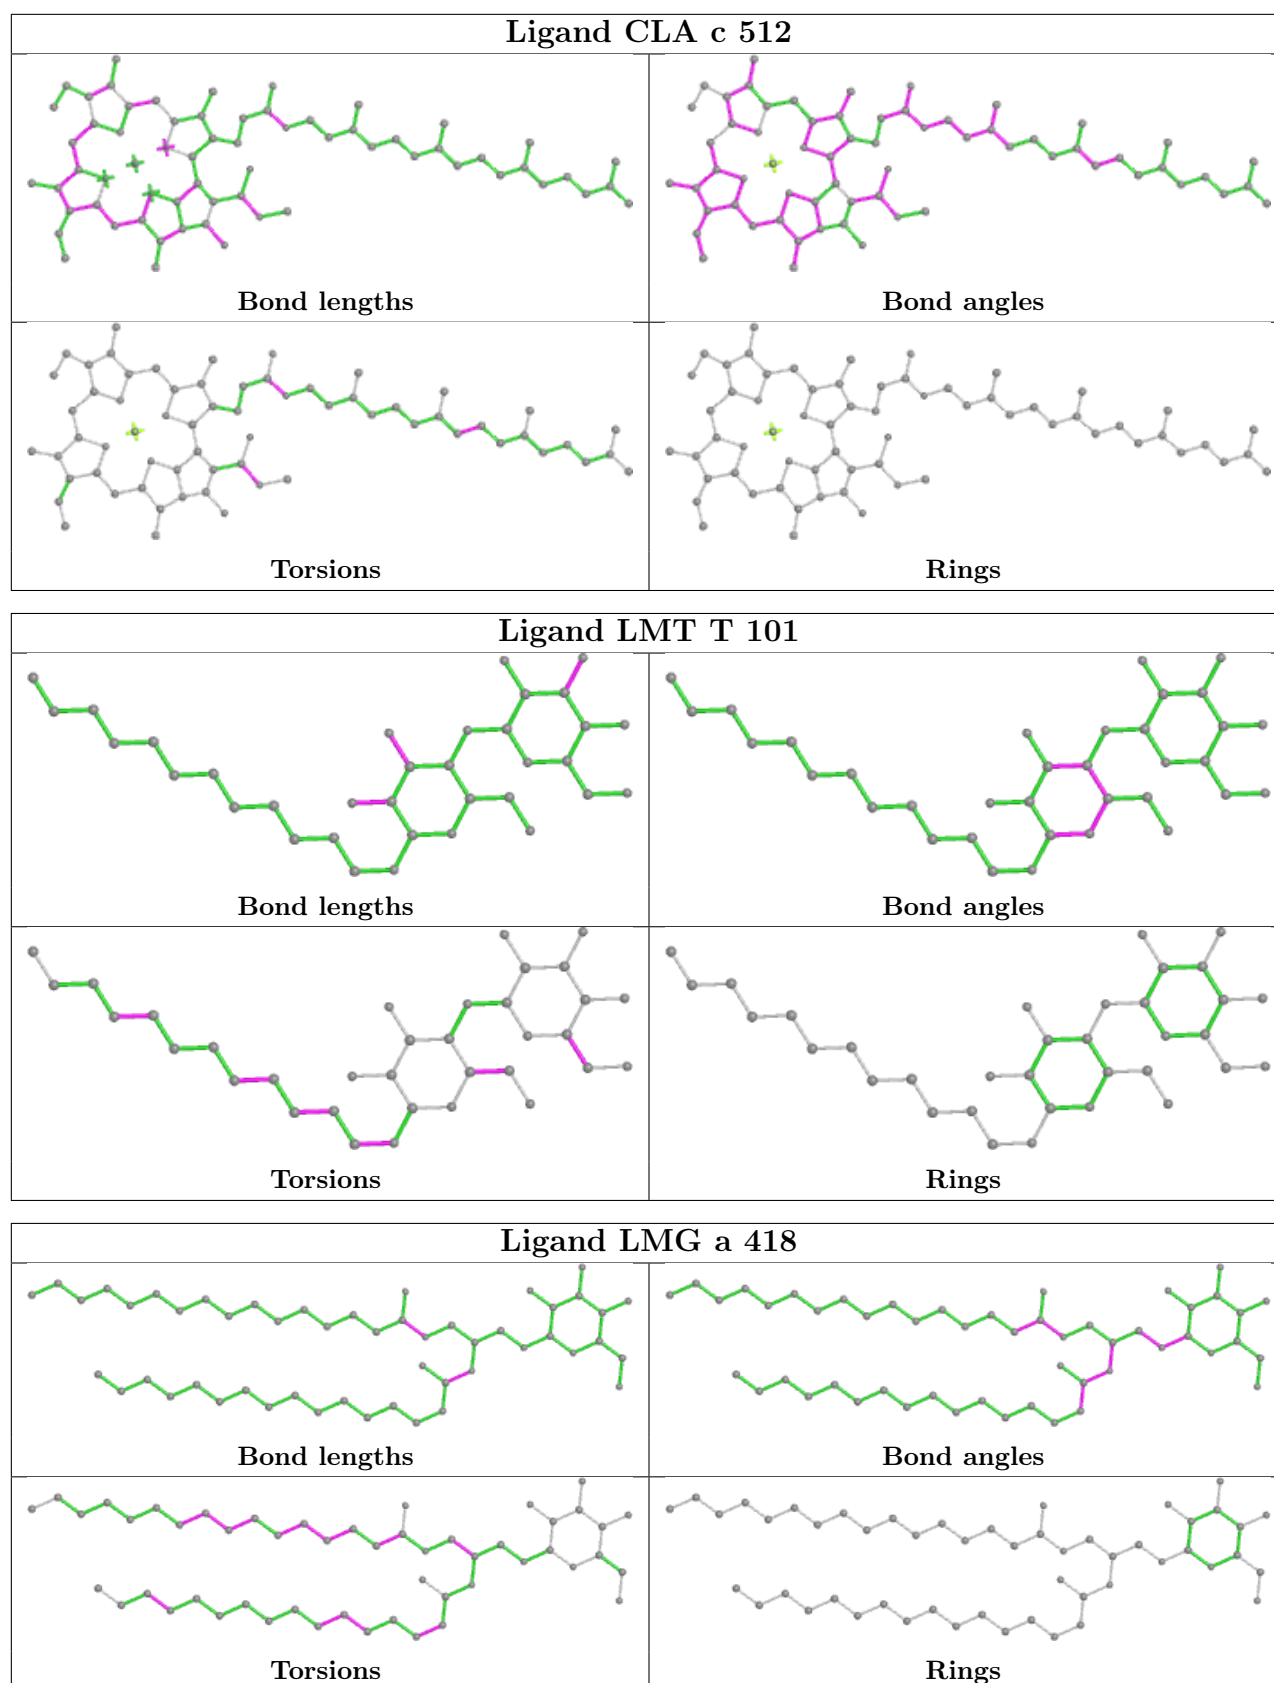 Ligand CLA c 512
Bond lengths
Bond angles
Torsions
Rings
Ligand LMT T 101
Bond lengths
Bond angles
Torsions
Rings
Ligand LMG a 418
Bond lengths
Bond angles
Torsions
Rings